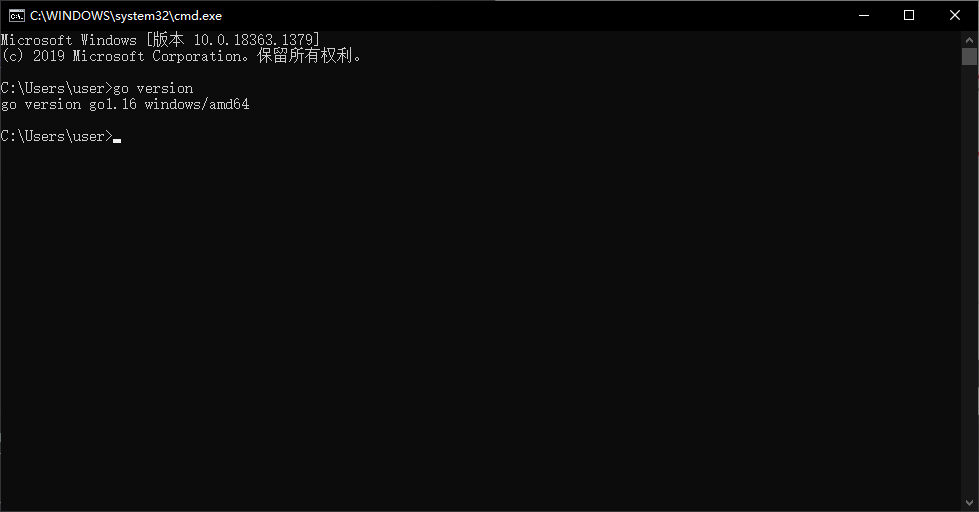 C:\WINDOWS\system32\cmd.exe
Microsoft Windows [版本 10.0.18363.1379]
(c) 2019 Microsoft Corporation。保留所有权利。
C:\Users\user>go version
go version go1.16 windows/amd64
C:\Users\user>